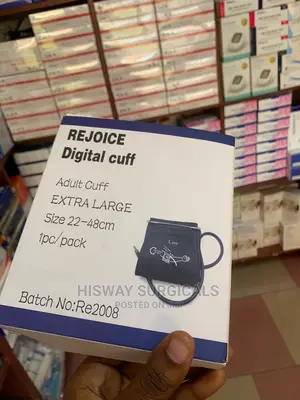 REJOICE
Digital cuff
Adult Cuff
EXTRA LARGE
Size 22-48cm
1pc/pack
HISWAY SURGICALS
Batch No:Re2008